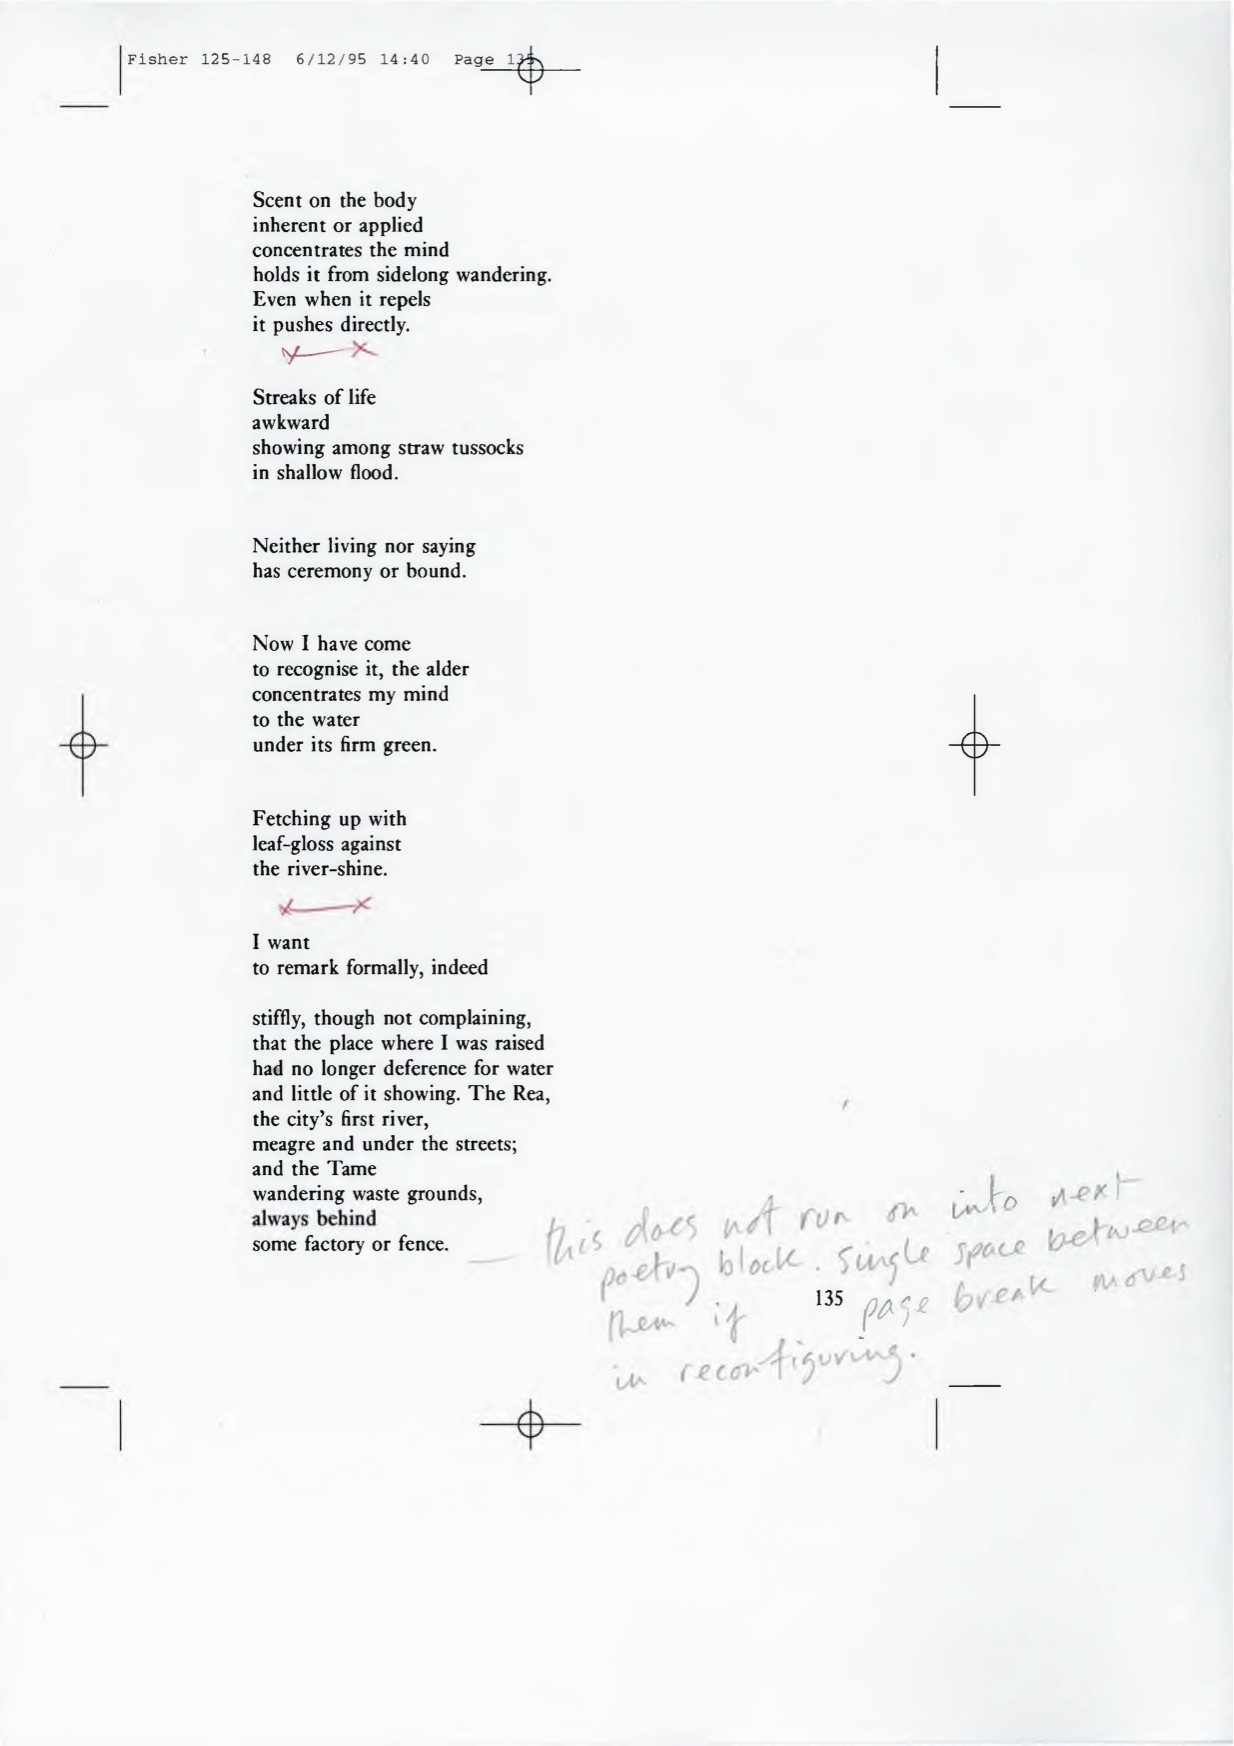 Fisher 125-148 6/12/95 14:40 Page 135
Scent on the body
inherent or applied
concentrates the mind
holds it from sidelong wandering.
Even when it repels
it pushes directly.
Streaks of life
awkward
showing among straw tussocks
in shallow flood.
Neither living nor saying
has ceremony or bound.
Now I have come
to recognise it, the alder
concentrates my mind
to the water
under its firm green.
Fetching up with
leaf-gloss against
the river-shine.
I want
to remark formally, indeed
stiffly, though not complaining,
that the place where I was raised
had no longer deference for water
and little of it showing. The Rea,
the city's first river,
meagre and under the streets;
and the Tame
wandering waste grounds,
always behind
some factory or fence.
— this does not run on into next
poetry block. Single space between
them if page break moves
in reconfiguring.
135